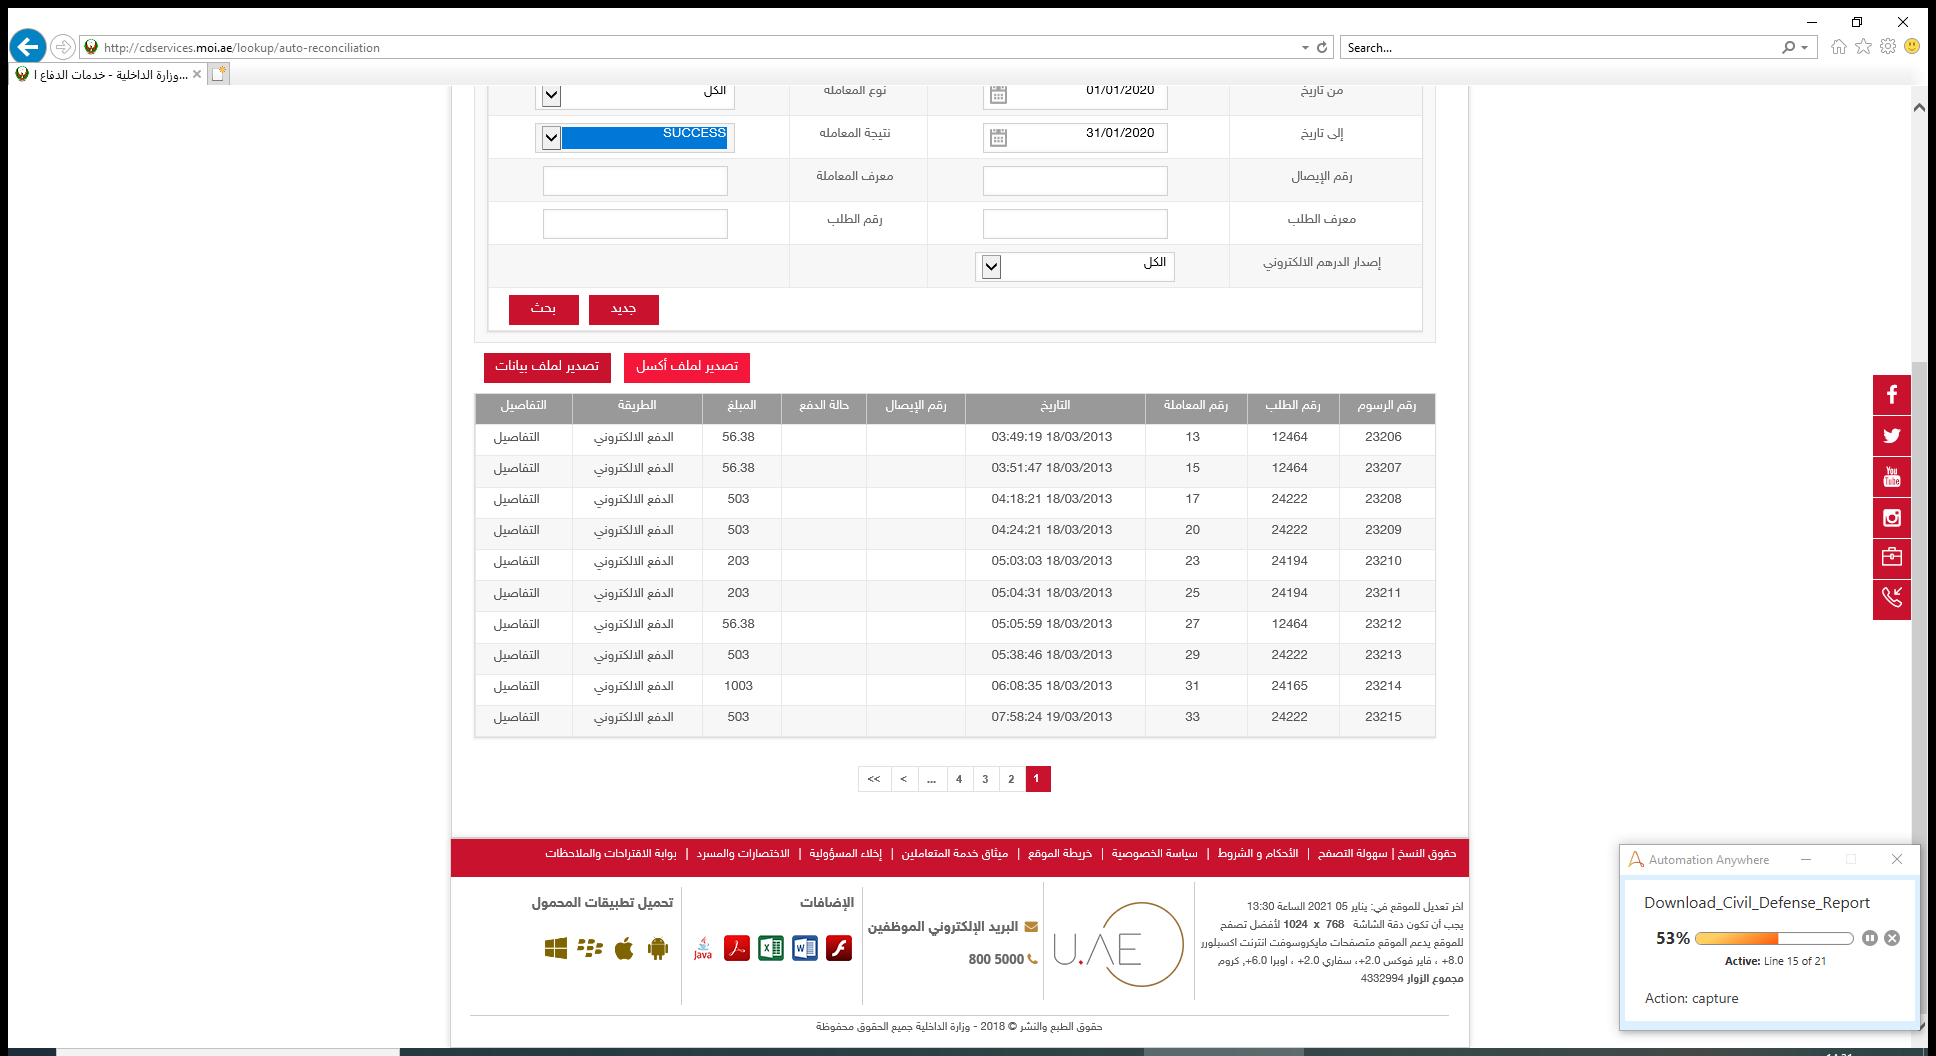 http://cdservices.moi.ae/lookup/auto-reconciliation
Search...
وزارة الداخلية - خدمات الدفاع ا...
من تاريخ 01/01/2020 نوع المعاملة الكل
إلى تاريخ 31/01/2020 نتيجة المعاملة SUCCESS
رقم الإيصال معرف المعاملة
معرف الطلب رقم الطلب
إصدار الدرهم الالكتروني الكل
جديد بحث
تصدير لملف أكسل تصدير لملف بيانات
رقم الرسوم رقم الطلب رقم المعاملة التاريخ رقم الإيصال حالة الدفع المبلغ الطريقة التفاصيل
23206 12464 13 03:49:19 18/03/2013 56.38 الدفع الالكتروني التفاصيل
23207 12464 15 03:51:47 18/03/2013 56.38 الدفع الالكتروني التفاصيل
23208 24222 17 04:18:21 18/03/2013 503 الدفع الالكتروني التفاصيل
23209 24222 20 04:24:21 18/03/2013 503 الدفع الالكتروني التفاصيل
23210 24194 23 05:03:03 18/03/2013 203 الدفع الالكتروني التفاصيل
23211 24194 25 05:04:31 18/03/2013 203 الدفع الالكتروني التفاصيل
23212 12464 27 05:05:59 18/03/2013 56.38 الدفع الالكتروني التفاصيل
23213 24222 29 05:38:46 18/03/2013 503 الدفع الالكتروني التفاصيل
23214 24165 31 06:08:35 18/03/2013 1003 الدفع الالكتروني التفاصيل
23215 24222 33 07:58:24 19/03/2013 503 الدفع الالكتروني التفاصيل
1 2 3 4 ... < <<
You Tube
حقوق النسخ | سهولة التصفح | الأحكام و الشروط | سياسة الخصوصية | خريطة الموقع | ميثاق خدمة المتعاملين | إخلاء المسؤولية | الاختصارات والمسرد | بوابة الاقتراحات والملاحظات
اخر تعديل للموقع في: يناير 05 2021 الساعة 13:30
يجب أن تكون دقة الشاشة 768 x 1024 لأفضل تصفح
للموقع يدعم الموقع متصفحات مايكروسوفت انترنت اكسبلورر
8.0+ ، فاير فوكس 2.0+، سفاري 2.0+ ، اوبرا 6.0+, كروم
مجموع الزوار 4332994
U.AE
البريد الإلكتروني الموظفين
800 5000
الإضافات
Java
تحميل تطبيقات المحمول
حقوق الطبع والنشر © 2018 - وزارة الداخلية جميع الحقوق محفوظة
Automation Anywhere
Download_Civil_Defense_Report
53%
Active: Line 15 of 21
Action: capture